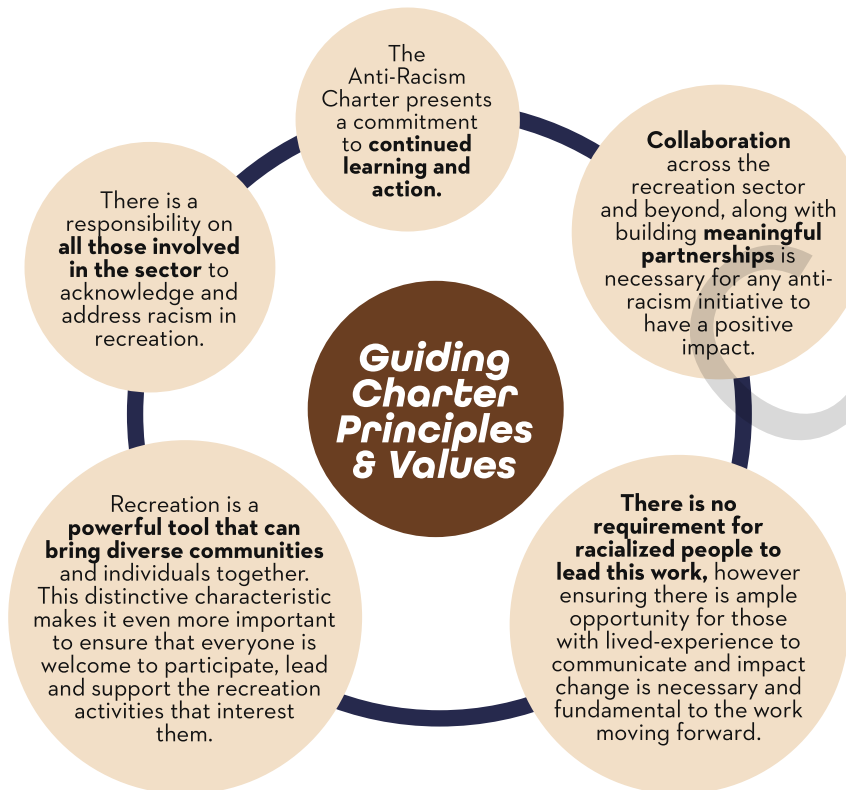 The
Anti-Racism
Charter presents
a commitment
to continued
learning and
action.
Collaboration
across the
recreation sector
and beyond, along with
building meaningful
partnerships is
necessary for any anti-
racism initiative to
have a positive
impact.
There is no
requirement for
racialized people to
lead this work, however
ensuring there is ample
opportunity for those
with lived-experience to
communicate and impact
change is necessary and
fundamental to the work
moving forward.
Recreation is a
powerful tool that can
bring diverse communities
and individuals together.
This distinctive characteristic
makes it even more important
to ensure that everyone is
welcome to participate, lead
and support the recreation
activities that interest
them.
There is a
responsibility on
all those involved
in the sector to
acknowledge and
address racism in
recreation.
Guiding
Charter
Principles
& Values